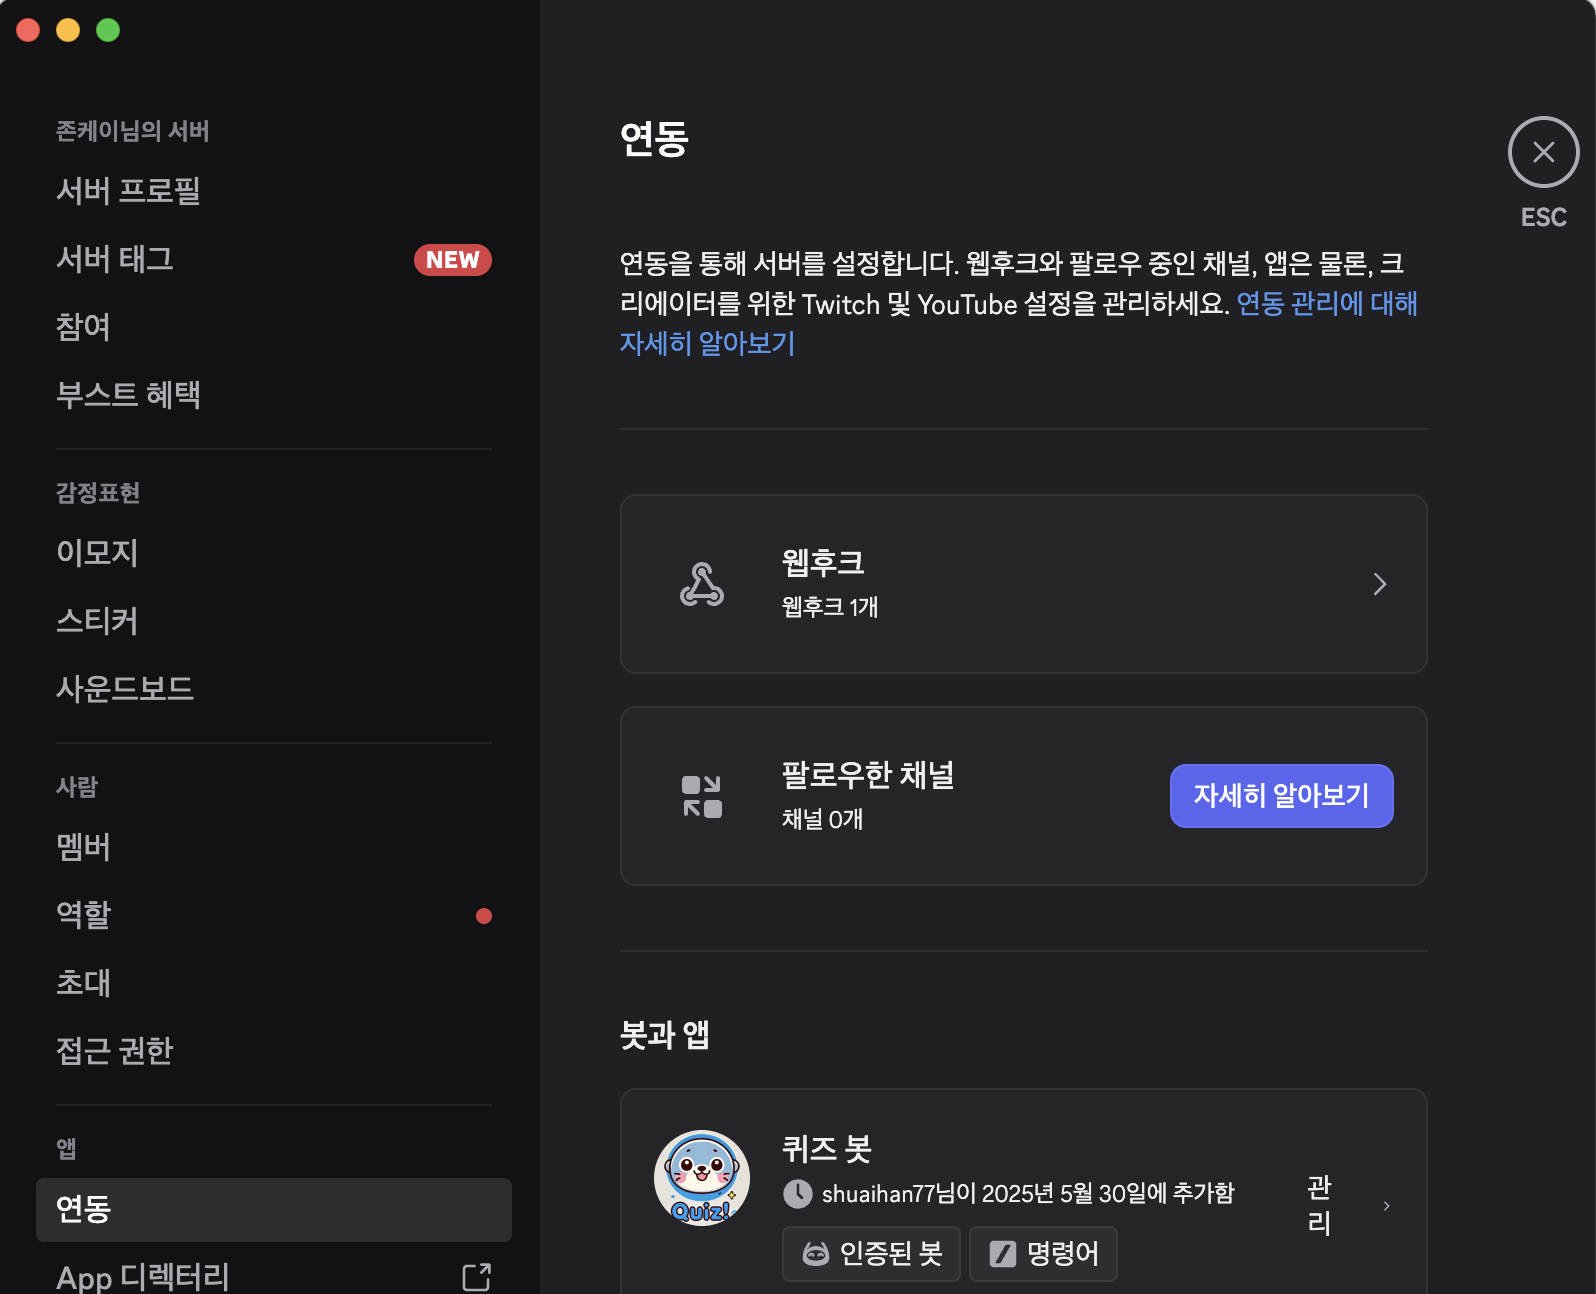 존케이님의 서버
서버 프로필
서버 태그 NEW
참여
부스트 혜택
감정표현
이모지
스티커
사운드보드
사람
멤버
역할
초대
접근 권한
앱
연동
App 디렉터리
연동
ESC
연동을 통해 서버를 설정합니다. 웹후크와 팔로우 중인 채널, 앱은 물론, 크
리에이터를 위한 Twitch 및 YouTube 설정을 관리하세요. 연동 관리에 대해
자세히 알아보기
웹후크
웹후크 1개
팔로우한 채널
채널 0개
자세히 알아보기
봇과 앱
Quiz!
퀴즈 봇
shuaihan77님이 2025년 5월 30일에 추가함
인증된 봇
명령어
관
리